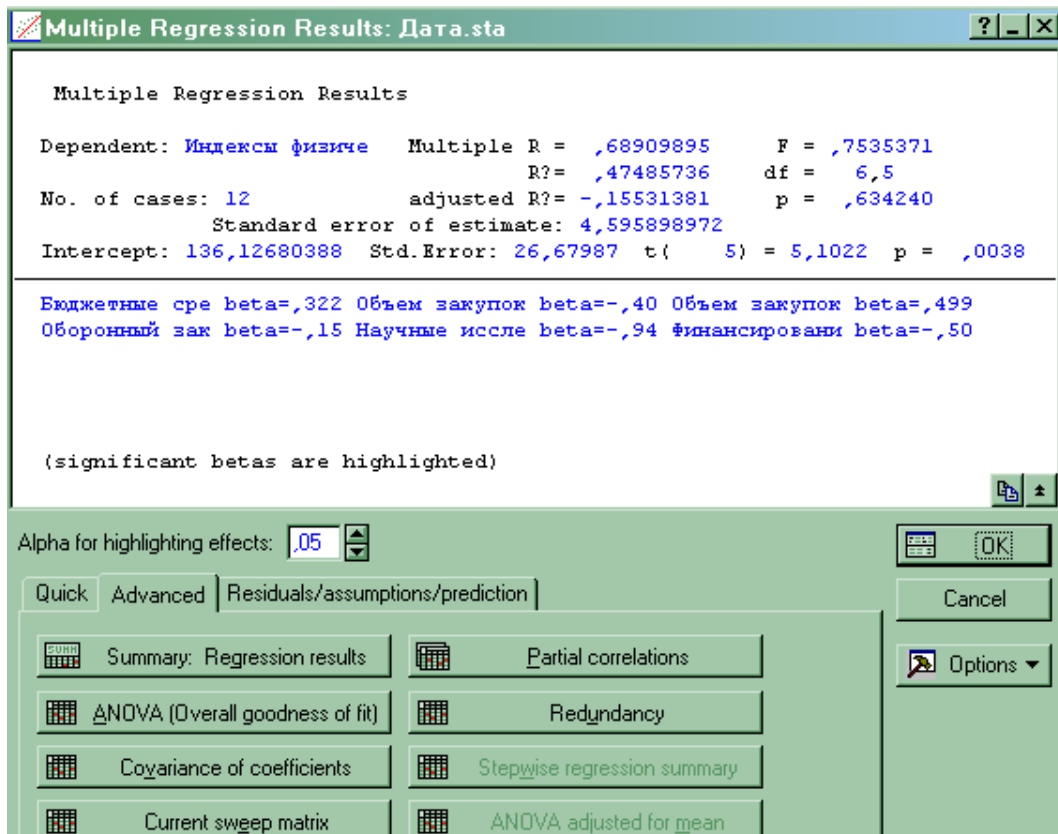 Multiple Regression Results: Дата.sta
Multiple Regression Results
Dependent: Индексы физиче Multiple R = ,68909895 F = ,7535371
R?= ,47485736 df = 6,5
No. of cases: 12 adjusted R?= -,15531381 p = ,634240
Standard error of estimate: 4,595898972
Intercept: 136,12680388 Std.Error: 26,67987 t( 5) = 5,1022 p = ,0038
Бюджетные сре beta=,322 Объем закупок beta=-,40 Объем закупок beta=,499
Оборонный зак beta=-,15 Научные иссле beta=-,94 Финансировани beta=-,50
(significant betas are highlighted)
Alpha for highlighting effects: ,05
OK
Quick Advanced Residuals/assumptions/prediction
Cancel
Summary: Regression results Partial correlations
Options
ANOVA (Overall goodness of fit) Redundancy
Covariance of coefficients Stepwise regression summary
Current sweep matrix ANOVA adjusted for mean